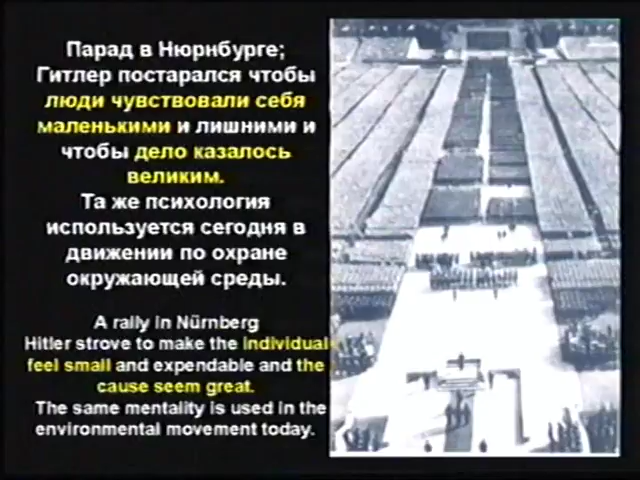 Парад в Нюрнбурге;
Гитлер постарался чтобы
люди чувствовали себя
маленькими и лишними и
чтобы дело казалось
великим.
Та же психология
используется сегодня в
движении по охране
окружающей среды.
A rally in Nürnberg
Hitler strove to make the individual
feel small and expendable and the
cause seem great.
The same mentality is used in the
environmental movement today.